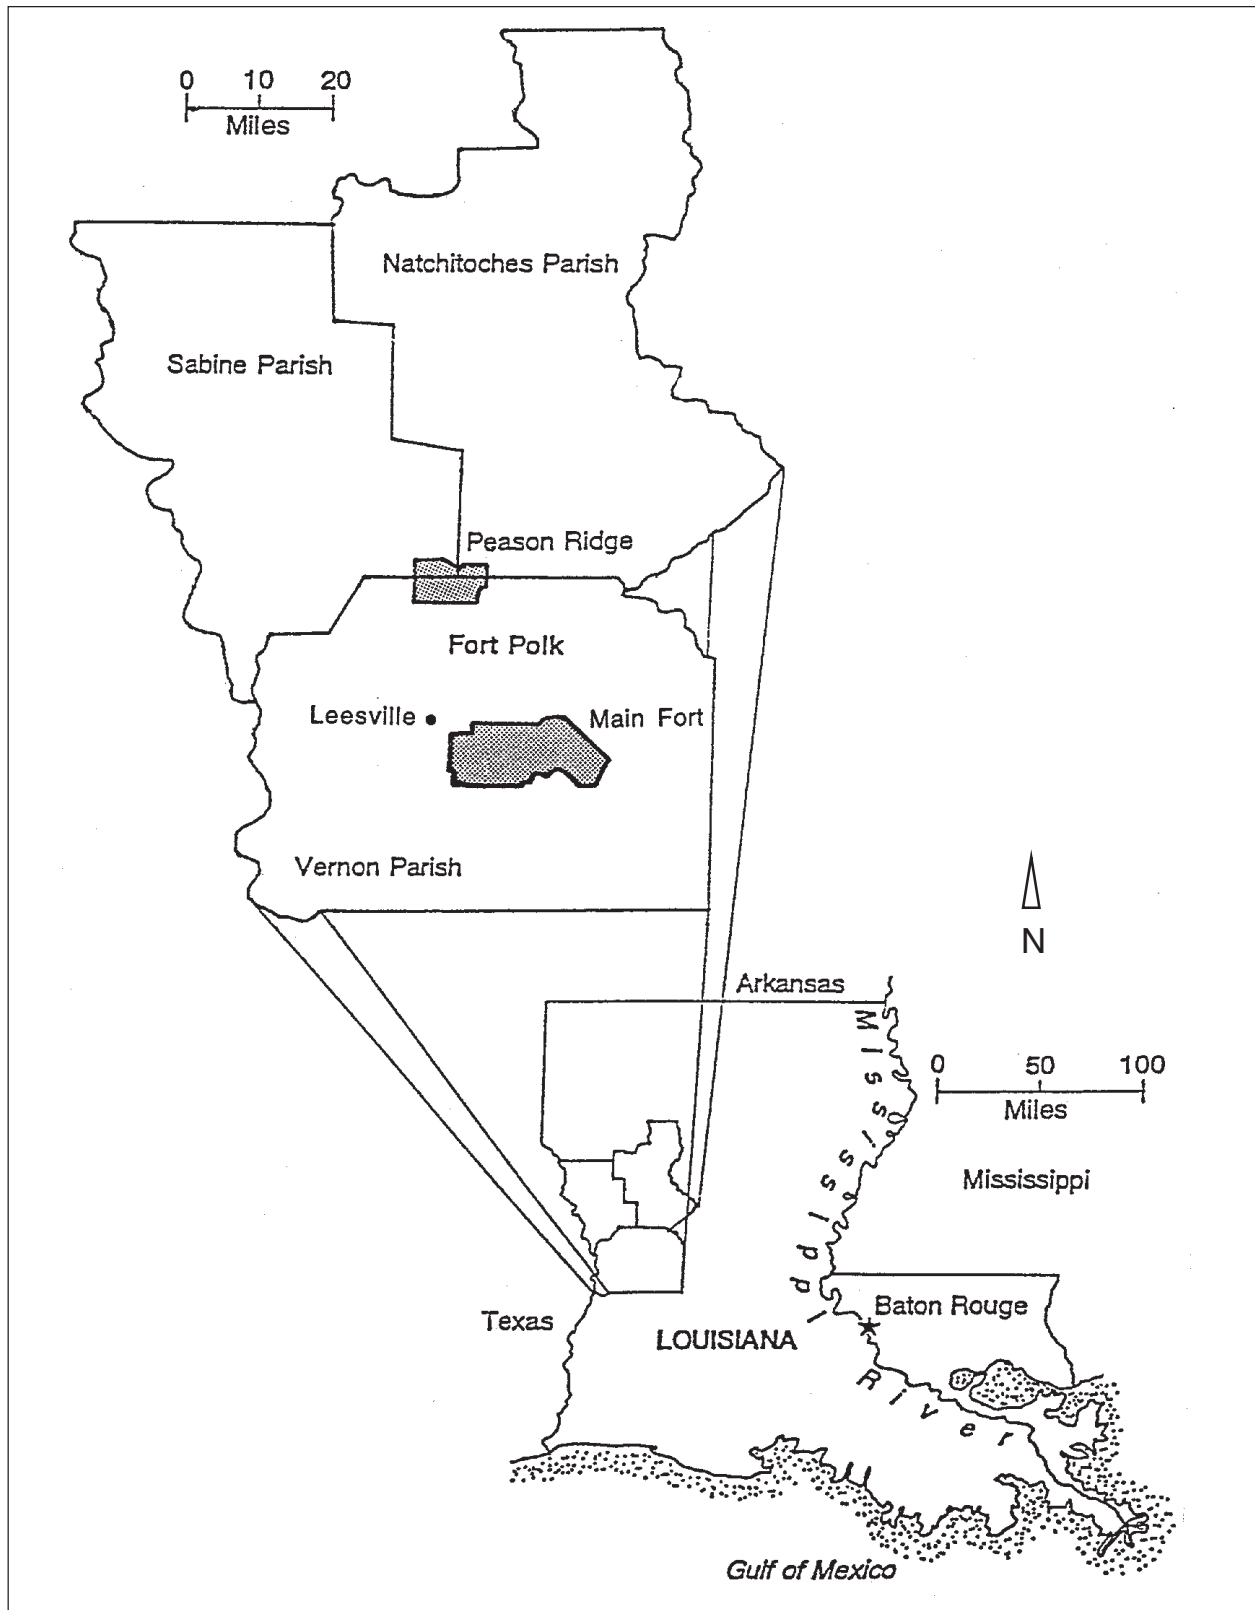 0 10 20
Miles
Natchitoches Parish
Sabine Parish
Peason Ridge
Fort Polk
Leesville
Main Fort
Vernon Parish
N
Arkansas
0 50 100
Miles
Mississippi River
Mississippi
Baton Rouge
Texas
LOUISIANA
Gulf of Mexico